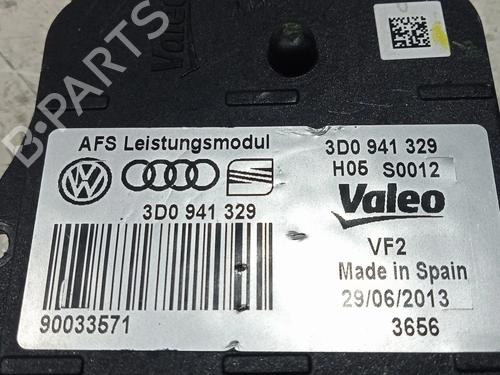 Valeo
B-PARTS
AFS Leistungsmodul
3D0 941 329
H05 S0012
3D0 941 329
Valeo
VF2
Made in Spain
90033571
29/06/2013
3656